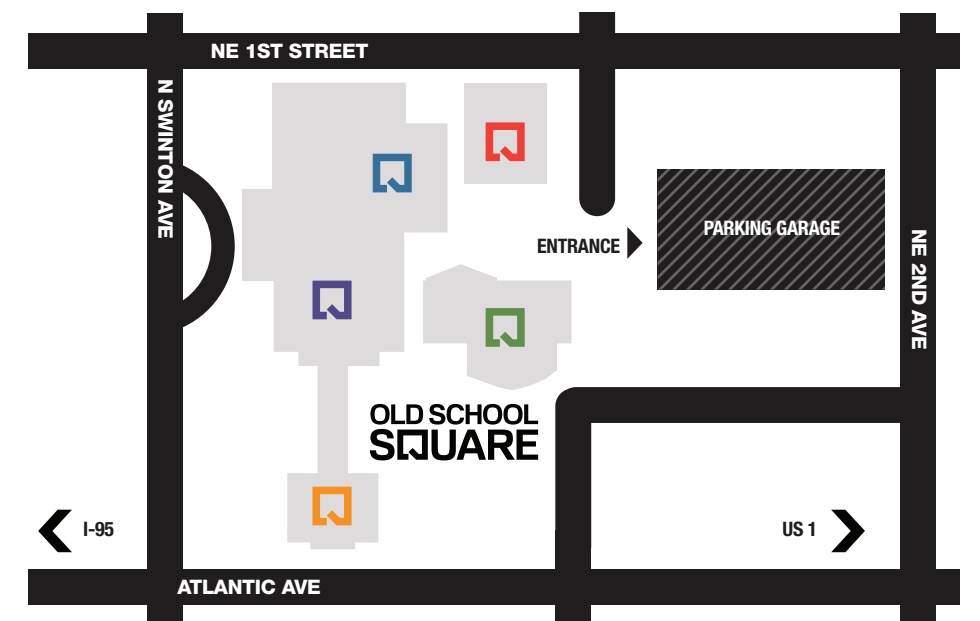 NE 1ST STREET
N SWINTON AVE
PARKING GARAGE
ENTRANCE
NE 2ND AVE
OLD SCHOOL
SQUARE
I-95
US 1
ATLANTIC AVE